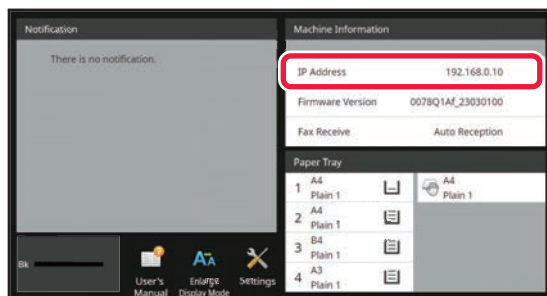 Notification
There is no notification.
Machine Information
IP Address 192.168.0.10
Firmware Version 0078Q1Af_23030100
Fax Receive Auto Reception
Paper Tray
1 A4
Plain 1
A4
Plain 1
2 A4
Plain 1
3 B4
Plain 1
4 A3
Plain 1
Bk
User's
Manual
Enlarge
Display Mode
Settings